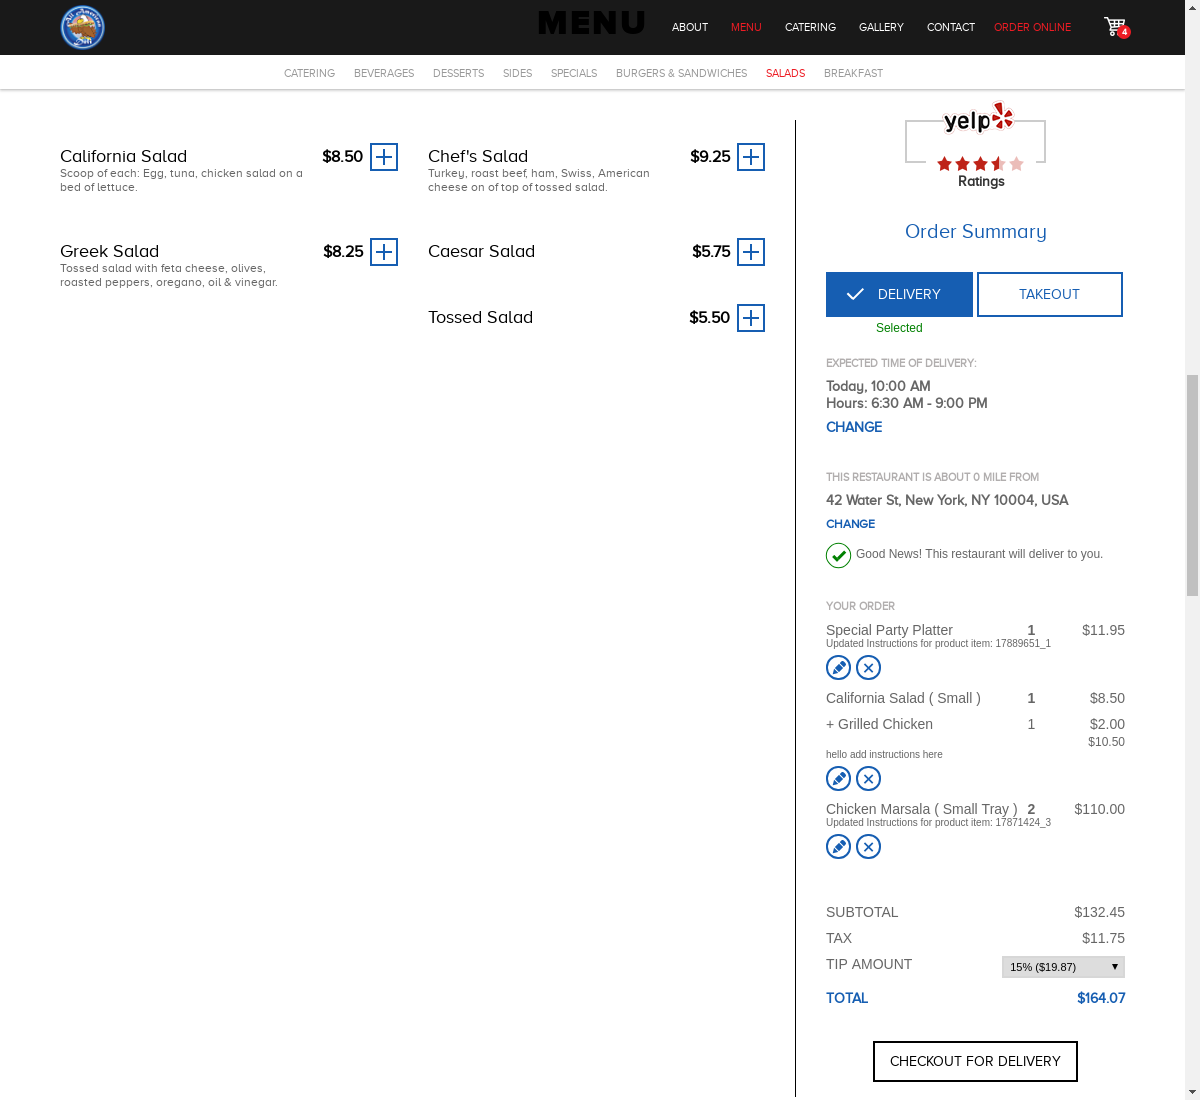 All American
Deli
MENU
ABOUT MENU CATERING GALLERY CONTACT ORDER ONLINE 4
CATERING BEVERAGES DESSERTS SIDES SPECIALS BURGERS & SANDWICHES SALADS BREAKFAST
California Salad $8.50
Scoop of each: Egg, tuna, chicken salad on a
bed of lettuce.
Chef's Salad $9.25
Turkey, roast beef, ham, Swiss, American
cheese on of top of tossed salad.
Greek Salad $8.25
Tossed salad with feta cheese, olives,
roasted peppers, oregano, oil & vinegar.
Caesar Salad $5.75
Tossed Salad $5.50
yelp
Ratings
Order Summary
DELIVERY TAKEOUT
Selected
EXPECTED TIME OF DELIVERY:
Today, 10:00 AM
Hours: 6:30 AM - 9:00 PM
CHANGE
THIS RESTAURANT IS ABOUT 0 MILE FROM
42 Water St, New York, NY 10004, USA
CHANGE
Good News! This restaurant will deliver to you.
YOUR ORDER
Special Party Platter 1 $11.95
Updated Instructions for product item: 17889651_1
California Salad ( Small ) 1 $8.50
+ Grilled Chicken 1 $2.00
$10.50
hello add instructions here
Chicken Marsala ( Small Tray ) 2 $110.00
Updated Instructions for product item: 17871424_3
SUBTOTAL $132.45
TAX $11.75
TIP AMOUNT 15% ($19.87)
TOTAL $164.07
CHECKOUT FOR DELIVERY